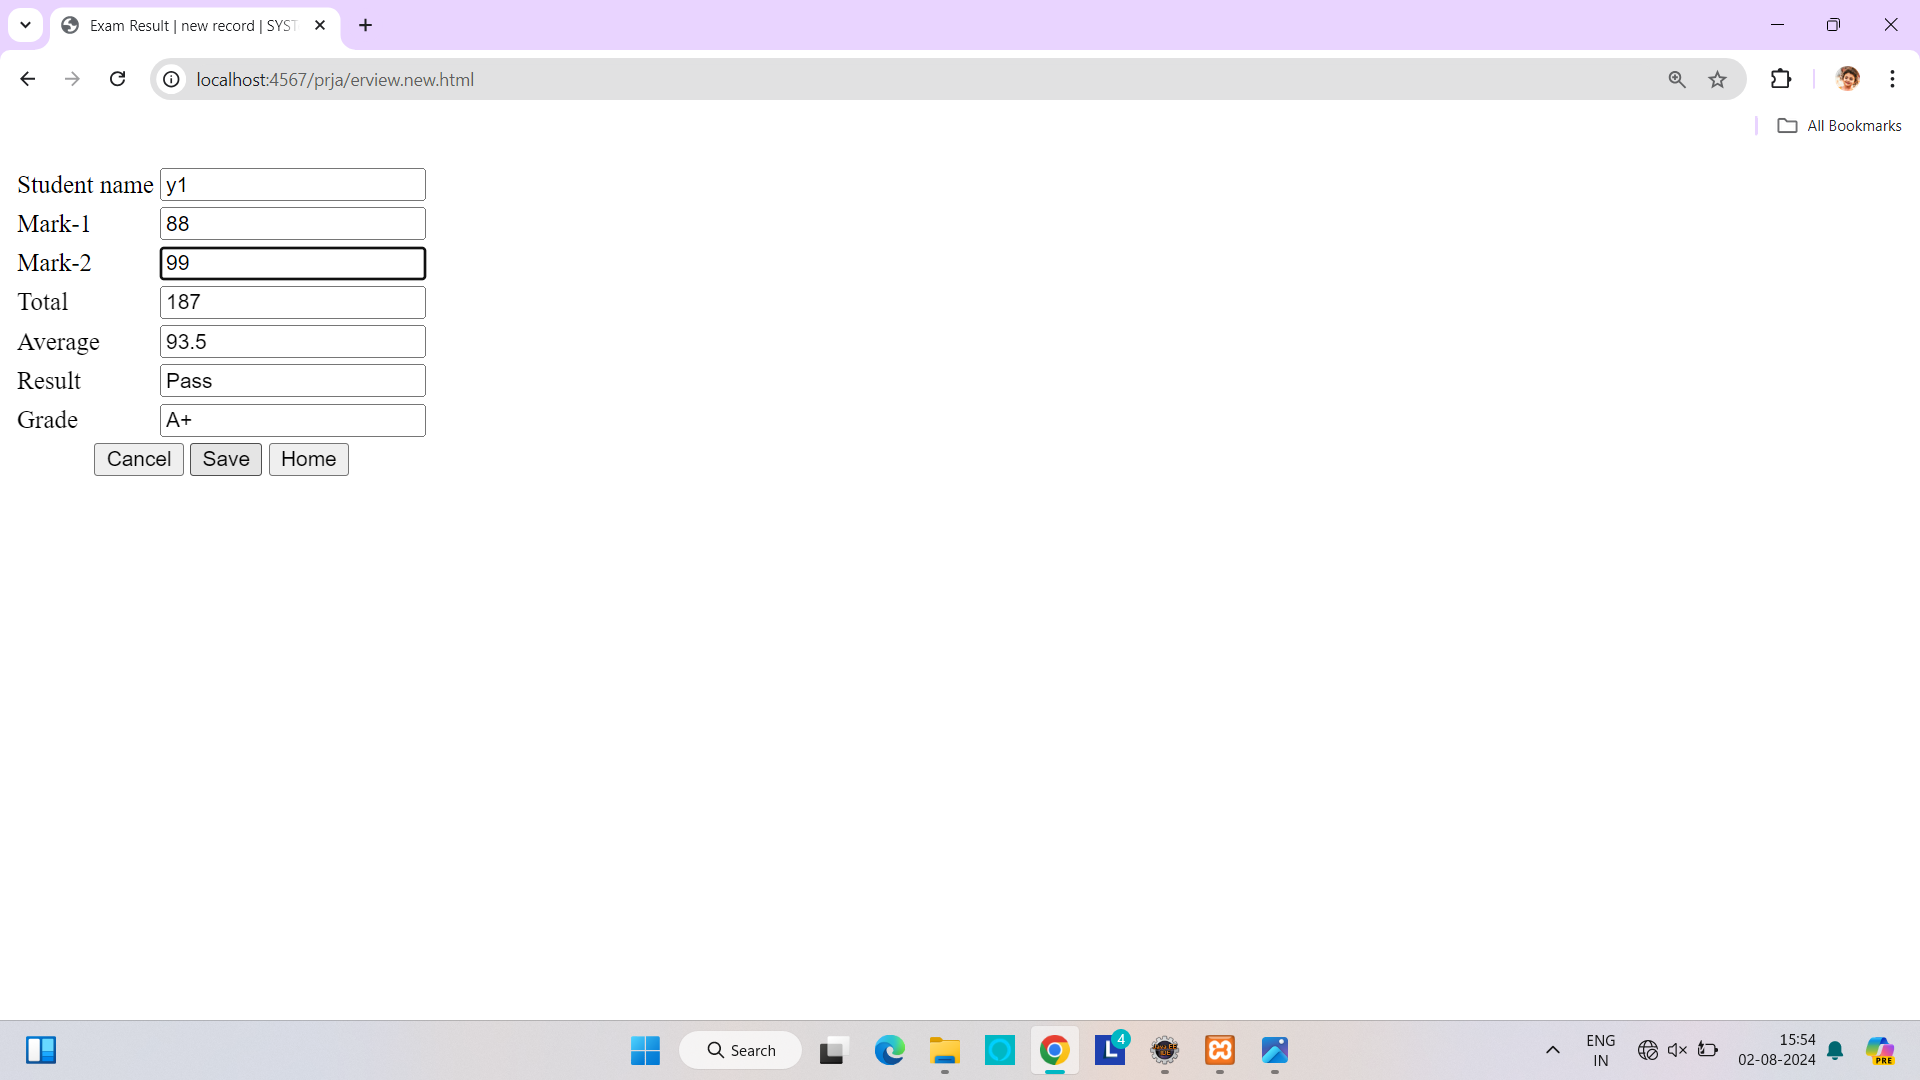 Exam Result | new record | SYST
localhost:4567/prja/erview.new.html
All Bookmarks
Student name y1
Mark-1 88
Mark-2 99
Total 187
Average 93.5
Result Pass
Grade A+
Cancel Save Home
Search
4
ENG
IN
15:54
02-08-2024
PRE